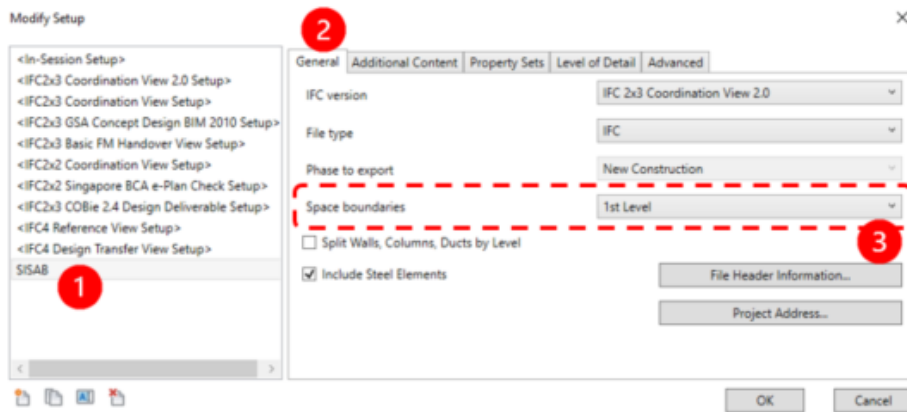 Modify Setup
2
<In-Session Setup>
<IFC2x3 Coordination View 2.0 Setup>
<IFC2x3 Coordination View Setup>
<IFC2x3 GSA Concept Design BIM 2010 Setup>
<IFC2x3 Basic FM Handover View Setup>
<IFC2x2 Coordination View Setup>
<IFC2x2 Singapore BCA e-Plan Check Setup>
<IFC2x3 COBie 2.4 Design Deliverable Setup>
<IFC4 Reference View Setup>
<IFC4 Design Transfer View Setup>
SISAB
1
General Additional Content Property Sets Level of Detail Advanced
IFC version IFC 2x3 Coordination View 2.0
File type IFC
Phase to export New Construction
Space boundaries 1st Level
3
Split Walls, Columns, Ducts by Level
Include Steel Elements File Header Information...
Project Address...
OK Cancel